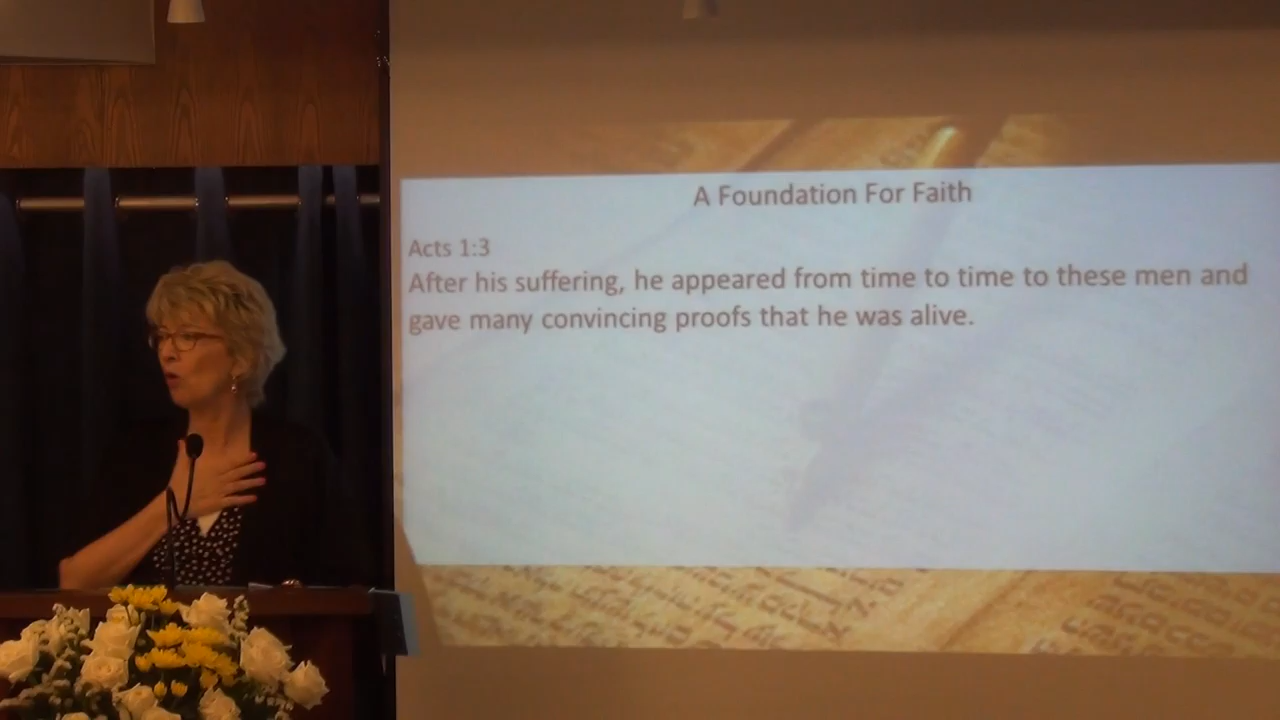 A Foundation For Faith
Acts 1:3
After his suffering, he appeared from time to time to these men and
gave many convincing proofs that he was alive.